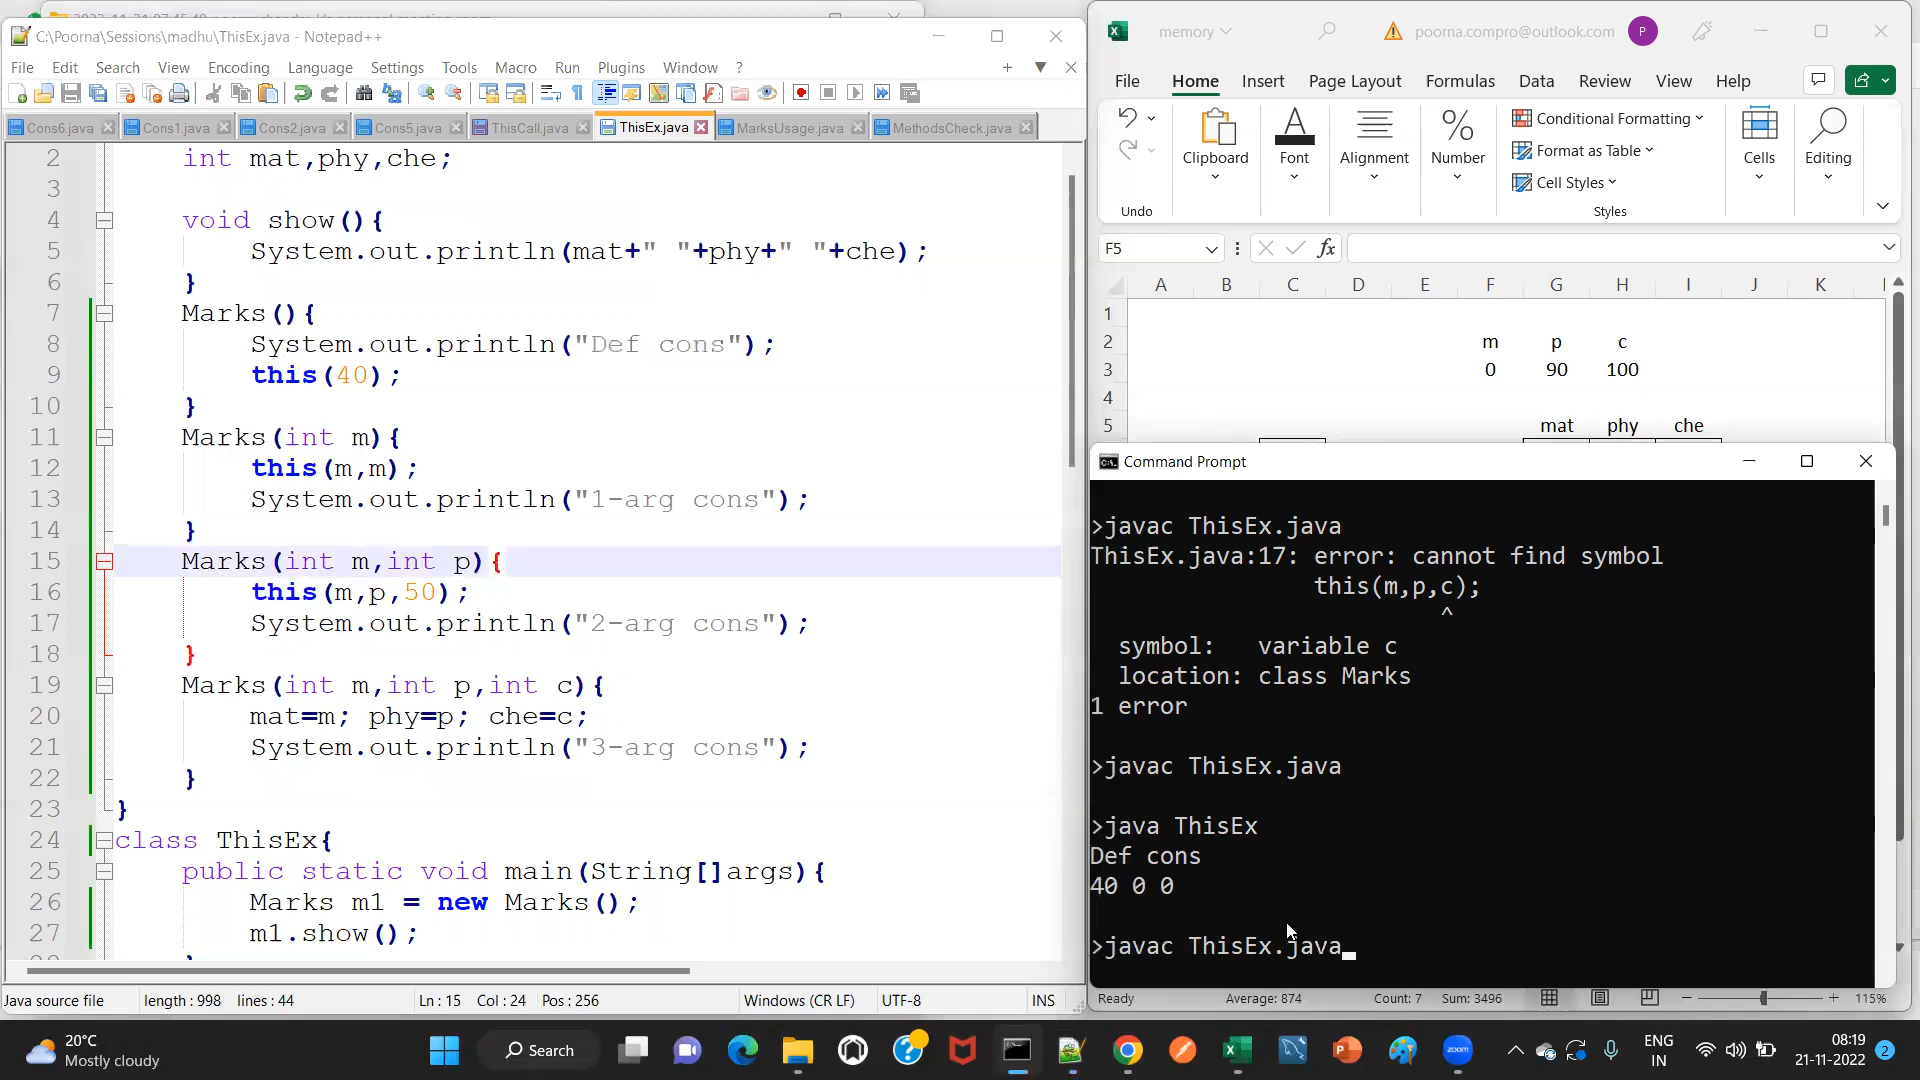 C:\Poorna\Sessions\madhu\ThisEx.java - Notepad++
File Edit Search View Encoding Language Settings Tools Macro Run Plugins Window ?
Cons6.java Cons1.java Cons2.java Cons5.java ThisCall.java ThisEx.java MarksUsage.java MethodsCheck.java
2 int mat,phy,che;
3
4 void show(){
5 System.out.println(mat+" "+phy+" "+che);
6 }
7 Marks(){
8 System.out.println("Def cons");
9 this(40);
10 }
11 Marks(int m){
12 this(m,m);
13 System.out.println("1-arg cons");
14 }
15 Marks(int m,int p){
16 this(m,p,50);
17 System.out.println("2-arg cons");
18 }
19 Marks(int m,int p,int c){
20 mat=m; phy=p; che=c;
21 System.out.println("3-arg cons");
22 }
23 }
24 class ThisEx{
25 public static void main(String[]args){
26 Marks m1 = new Marks();
27 m1.show();
Java source file length : 998 lines : 44 Ln : 15 Col : 24 Pos : 256 Windows (CR LF) UTF-8 INS
memory poorna.compro@outlook.com P
File Home Insert Page Layout Formulas Data Review View Help
Clipboard Font Alignment Number
Conditional Formatting
Format as Table
Cell Styles
Cells Editing
Undo Styles
F5 fx
A B C D E F G H I J K
1
2 m p c
3 0 90 100
4
5 mat phy che
Command Prompt
>javac ThisEx.java
ThisEx.java:17: error: cannot find symbol
this(m,p,c);
^
symbol: variable c
location: class Marks
1 error
>javac ThisEx.java
>java ThisEx
Def cons
40 0 0
>javac ThisEx.java
Ready Average: 874 Count: 7 Sum: 3496 115%
20°C
Mostly cloudy
Search
zoom
ENG
IN
08:19
21-11-2022
2